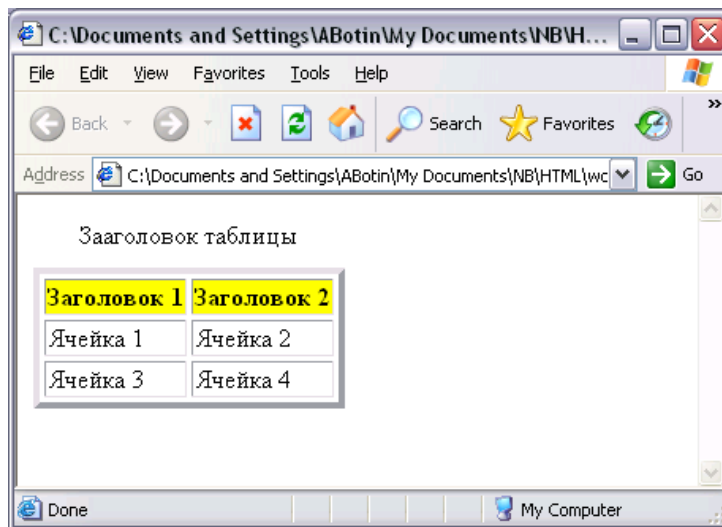 C:\Documents and Settings\ABotin\My Documents\NB\H...
File Edit View Favorites Tools Help
Back Search Favorites »
Address C:\Documents and Settings\ABotin\My Documents\NB\HTML\wc Go
Зааголовок таблицы
Заголовок 1 Заголовок 2
Ячейка 1 Ячейка 2
Ячейка 3 Ячейка 4
Done My Computer